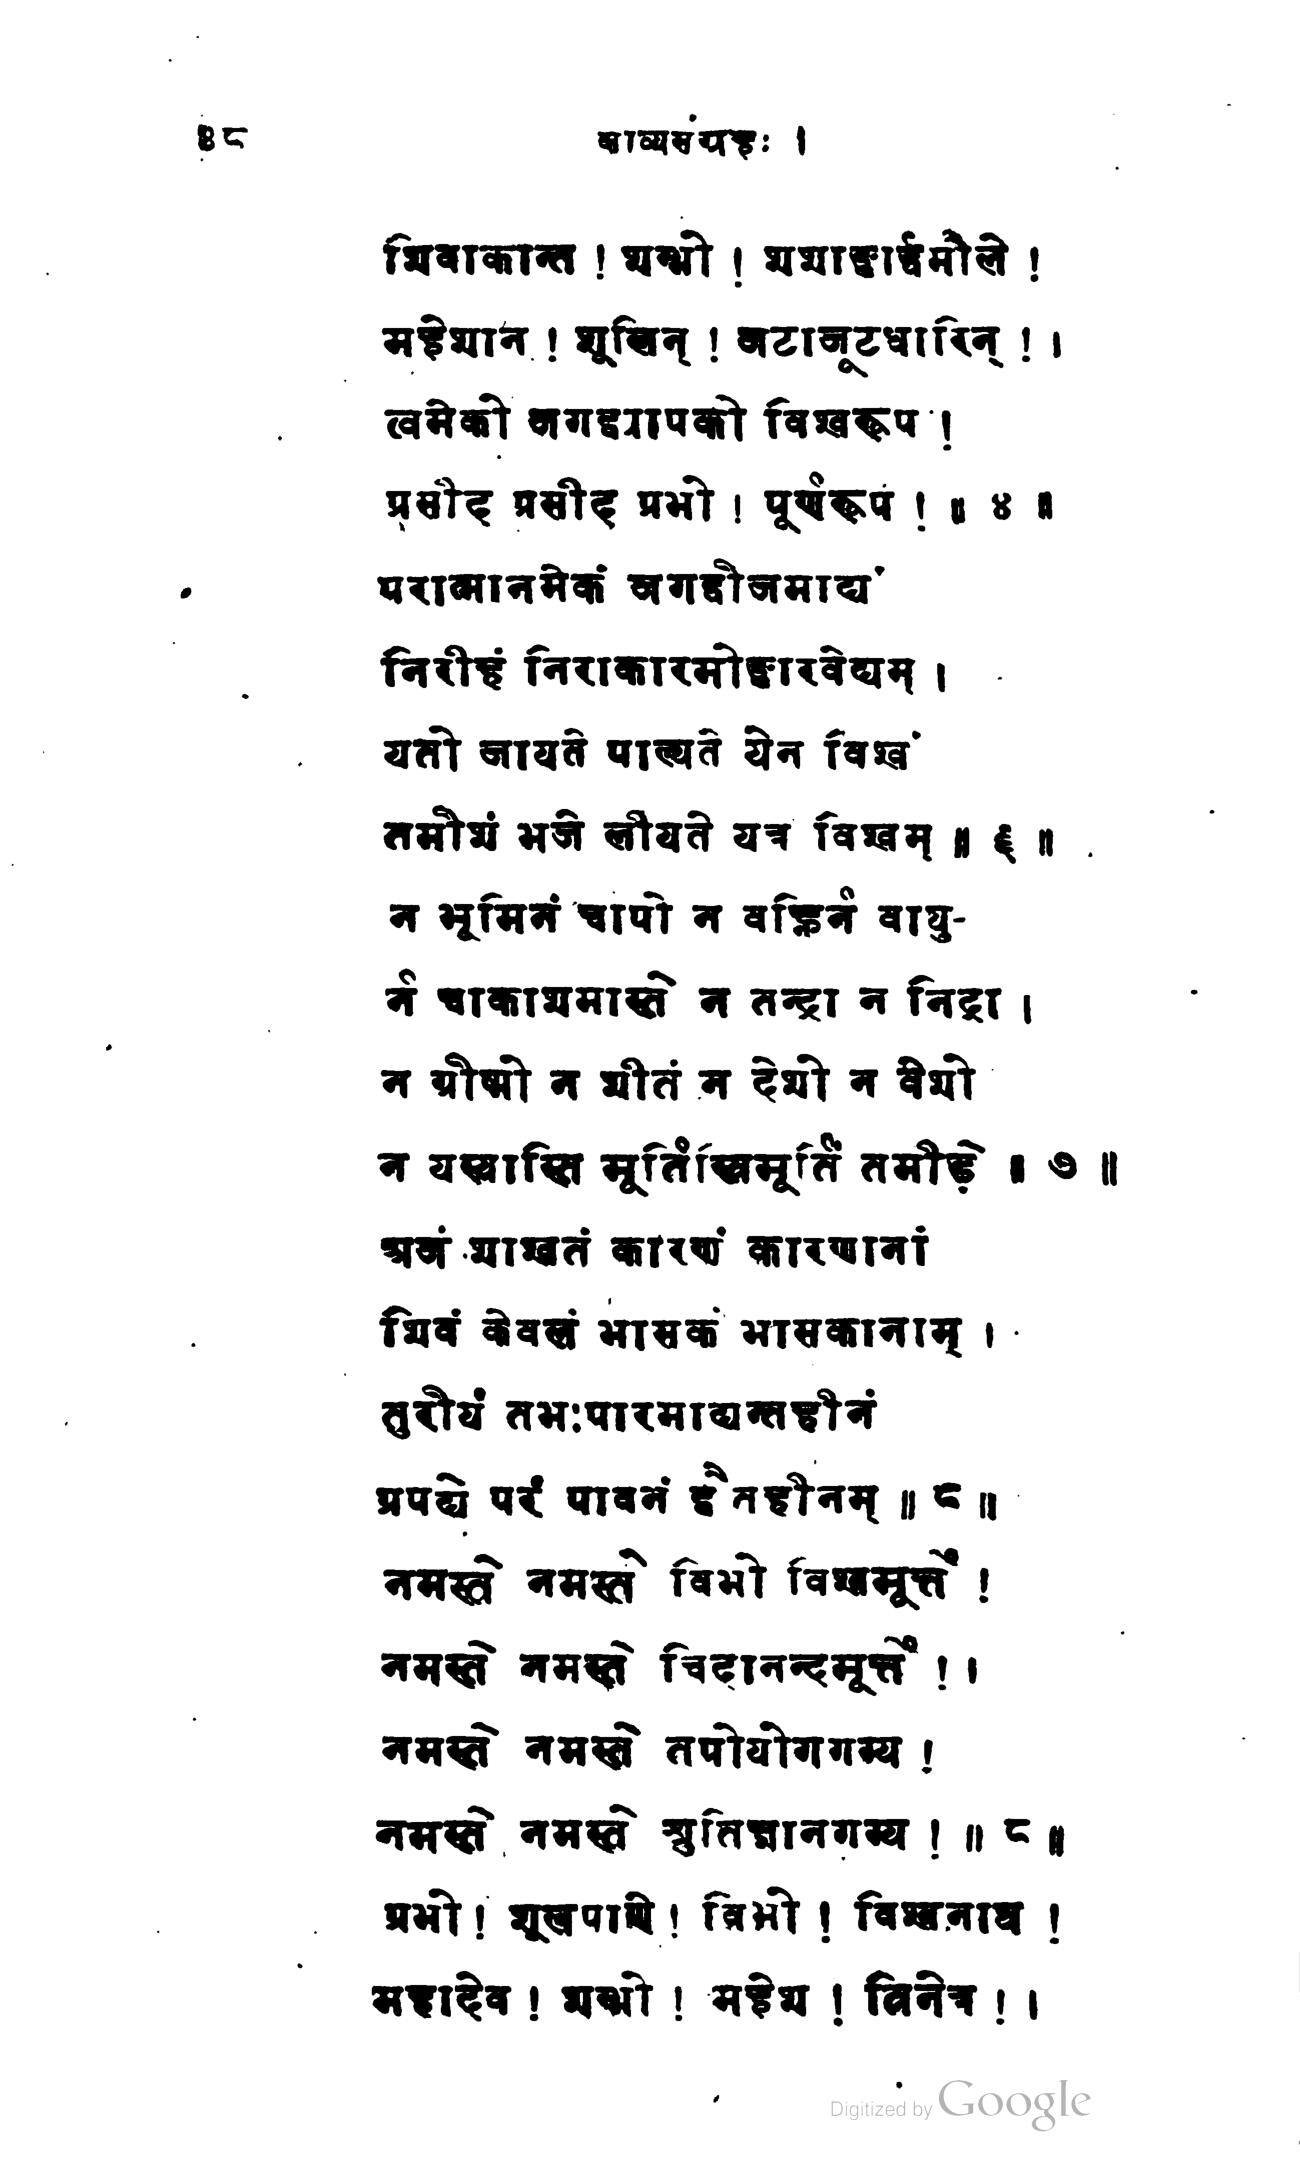 ४८ काव्यसंग्रहः ।
शिवाकान्त ! शम्भो ! शशाङ्कार्द्धमौले !
महेशान ! शूलिन् ! जटाजूटधारिन् ! ।
त्वमेको जगद्व्यापको विश्वरूप !
प्रसीद प्रसीद प्रभो ! पूर्णरूप ! ॥ ४ ॥
परात्मानमेकं जगद्वीजमाद्यं
निरीहं निराकारमोङ्कारवेद्यम् ।
यतो जायते पाल्यते येन विश्वं
तमीशं भजे लीयते यत्र विश्वम् ॥ ६ ॥
न भूमिर्नं चापो न वह्निर्न वायु-
र्न चाकाशमास्ते न तन्द्रा न निद्रा ।
न ग्रीष्मो न शीतं न देशो न वेशो
न यस्यास्ति मूर्तिस्त्रिमूर्तिं तमीड़े ॥ ७ ॥
अजं शाश्वतं कारणं कारणानां
शिवं केवलं भासकं भासकानाम् ।
तुरीयं तमःपारमाद्यन्तहीनं
प्रपद्ये परं पावनं द्वैतहीनम् ॥ ८ ॥
नमस्ते नमस्ते विभो विश्वमूर्त्ते !
नमस्ते नमस्ते चिदानन्दमूर्त्ते ! ।
नमस्ते नमस्ते तपोयोगगम्य !
नमस्ते नमस्ते श्रुतिज्ञानगम्य ! ॥ ८ ॥
प्रभो ! शूलपाणे ! विभो ! विश्वनाथ !
महादेव ! शम्भो ! महेश ! त्रिनेत्र ! ।
Digitized by Google